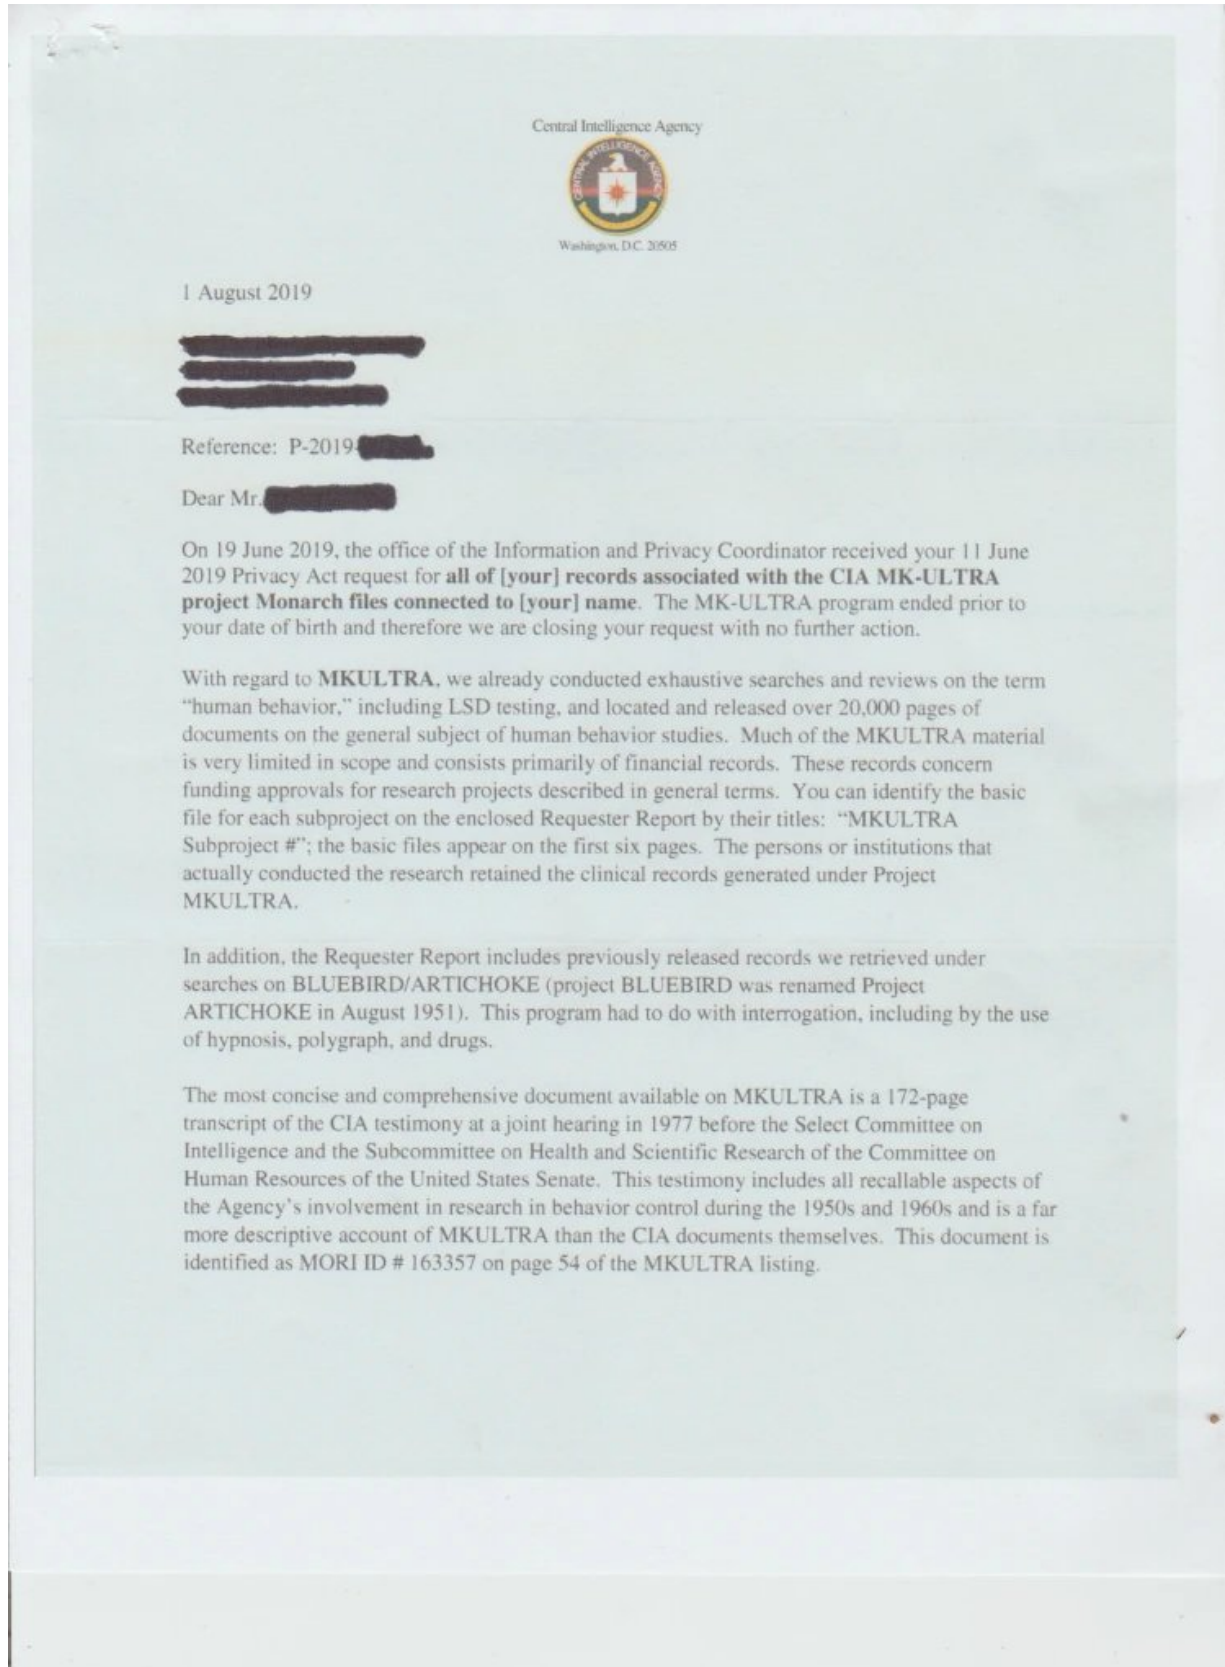 Central Intelligence Agency
CENTRAL INTELLIGENCE AGENCY
Washington, D.C. 20505
1 August 2019
Reference: P-2019-
Dear Mr.
On 19 June 2019, the office of the Information and Privacy Coordinator received your 11 June
2019 Privacy Act request for all of [your] records associated with the CIA MK-ULTRA
project Monarch files connected to [your] name. The MK-ULTRA program ended prior to
your date of birth and therefore we are closing your request with no further action.
With regard to MKULTRA, we already conducted exhaustive searches and reviews on the term
“human behavior,” including LSD testing, and located and released over 20,000 pages of
documents on the general subject of human behavior studies. Much of the MKULTRA material
is very limited in scope and consists primarily of financial records. These records concern
funding approvals for research projects described in general terms. You can identify the basic
file for each subproject on the enclosed Requester Report by their titles: “MKULTRA
Subproject #”; the basic files appear on the first six pages. The persons or institutions that
actually conducted the research retained the clinical records generated under Project
MKULTRA.
In addition, the Requester Report includes previously released records we retrieved under
searches on BLUEBIRD/ARTICHOKE (project BLUEBIRD was renamed Project
ARTICHOKE in August 1951). This program had to do with interrogation, including by the use
of hypnosis, polygraph, and drugs.
The most concise and comprehensive document available on MKULTRA is a 172-page
transcript of the CIA testimony at a joint hearing in 1977 before the Select Committee on
Intelligence and the Subcommittee on Health and Scientific Research of the Committee on
Human Resources of the United States Senate. This testimony includes all recallable aspects of
the Agency’s involvement in research in behavior control during the 1950s and 1960s and is a far
more descriptive account of MKULTRA than the CIA documents themselves. This document is
identified as MORI ID # 163357 on page 54 of the MKULTRA listing.